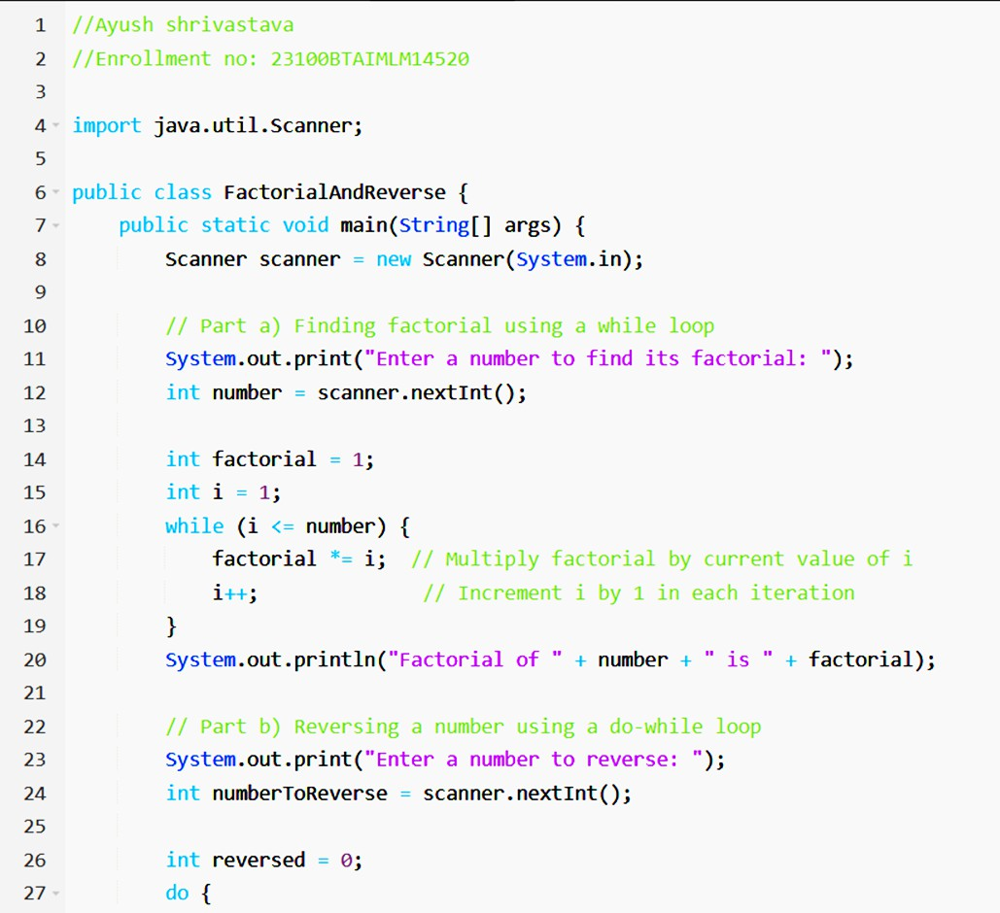 1 //Ayush shrivastava
2 //Enrollment no: 23100BTAIMLM14520
3
4 import java.util.Scanner;
5
6 public class FactorialAndReverse {
7     public static void main(String[] args) {
8         Scanner scanner = new Scanner(System.in);
9
10         // Part a) Finding factorial using a while loop
11         System.out.print("Enter a number to find its factorial: ");
12         int number = scanner.nextInt();
13
14         int factorial = 1;
15         int i = 1;
16         while (i <= number) {
17             factorial *= i;  // Multiply factorial by current value of i
18             i++;              // Increment i by 1 in each iteration
19         }
20         System.out.println("Factorial of " + number + " is " + factorial);
21
22         // Part b) Reversing a number using a do-while loop
23         System.out.print("Enter a number to reverse: ");
24         int numberToReverse = scanner.nextInt();
25
26         int reversed = 0;
27         do {